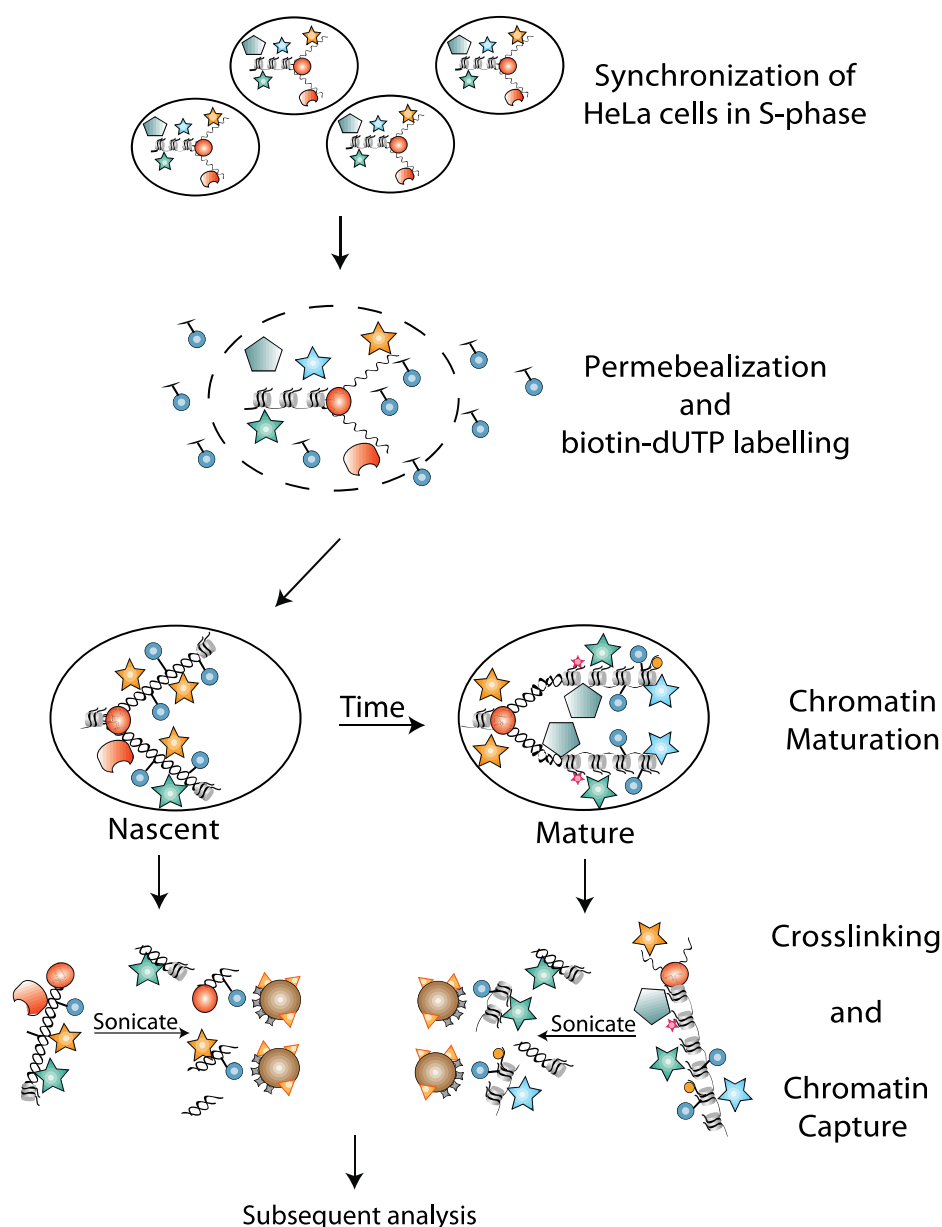 Synchronization of
HeLa cells in S-phase
Permebealization
and
biotin-dUTP labelling
Time
Chromatin
Maturation
Nascent
Mature
Crosslinking
Sonicate
Sonicate
and
Chromatin
Capture
Subsequent analysis